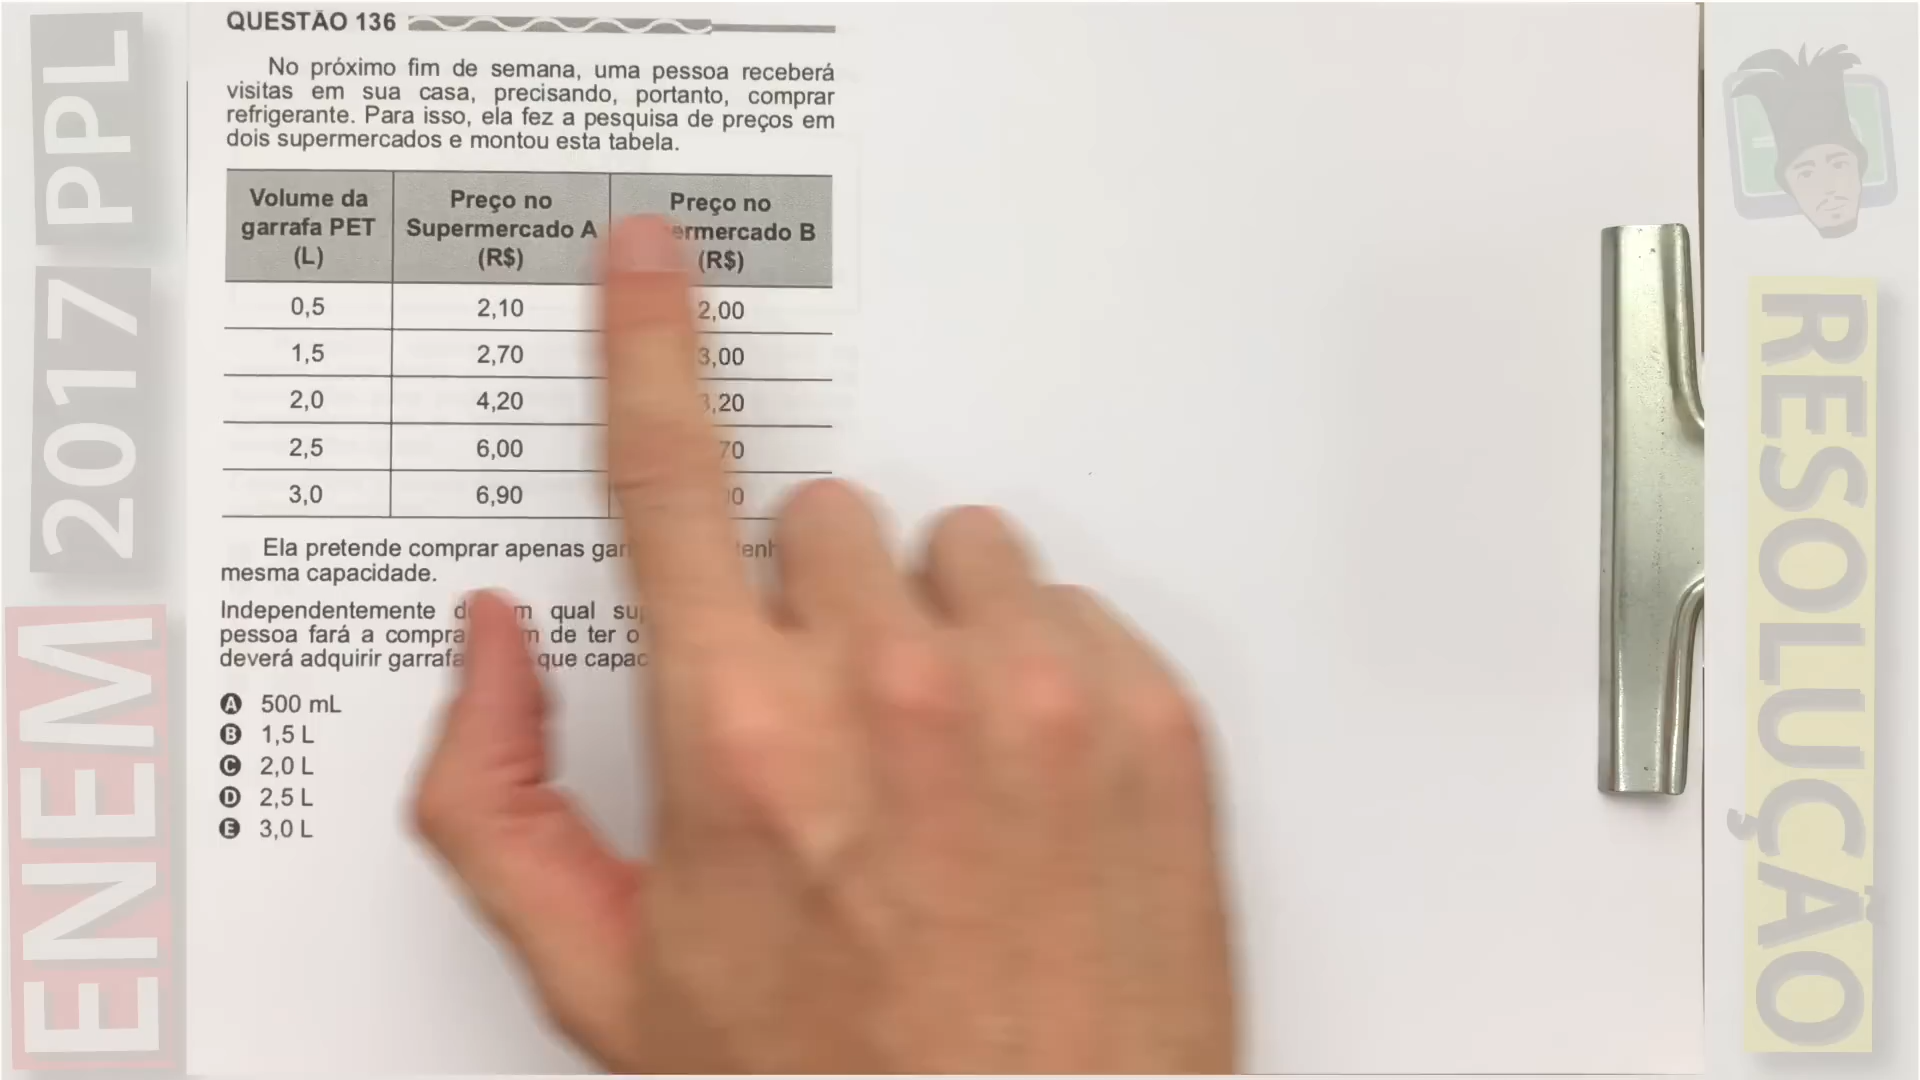 QUESTÃO 136
No próximo fim de semana, uma pessoa receberá
visitas em sua casa, precisando, portanto, comprar
refrigerante. Para isso, ela fez a pesquisa de preços em
dois supermercados e montou esta tabela.
Volume da garrafa PET (L) Preço no Supermercado A (R$) Preço no ermercado B (R$)
0,5 2,10 2,00
1,5 2,70 3,00
2,0 4,20 3,20
2,5 6,00 70
3,0 6,90
Ela pretende comprar apenas
mesma capacidade.
Independentemente qual
pessoa fará a compra de ter o
deverá adquirir que
A 500 mL
B 1,5 L
C 2,0 L
D 2,5 L
E 3,0 L
ENEM 2017 PPL
RESOLUÇÃO